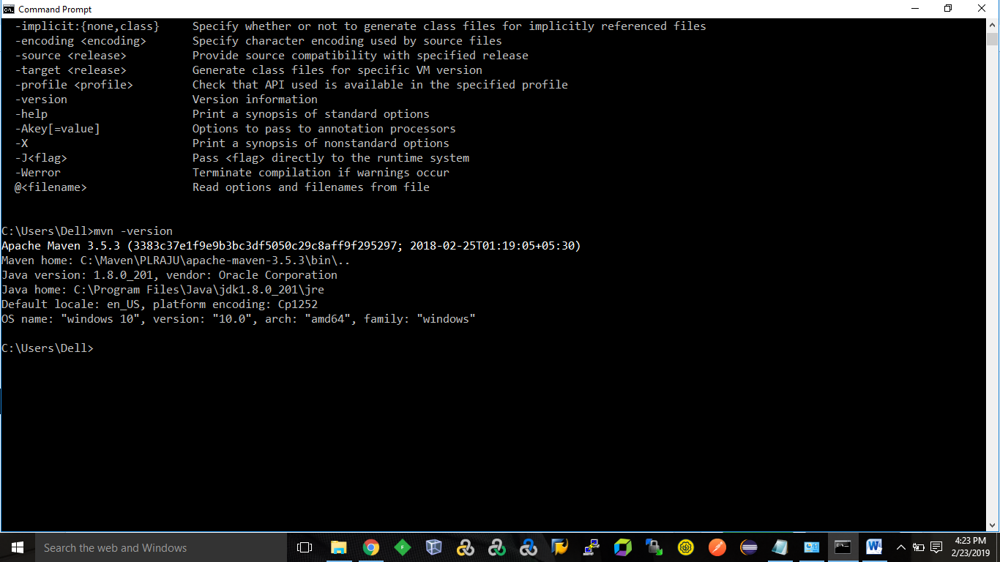 Command Prompt
-implicit:{none,class} Specify whether or not to generate class files for implicitly referenced files
-encoding <encoding> Specify character encoding used by source files
-source <release> Provide source compatibility with specified release
-target <release> Generate class files for specific VM version
-profile <profile> Check that API used is available in the specified profile
-version Version information
-help Print a synopsis of standard options
-Akey[=value] Options to pass to annotation processors
-X Print a synopsis of nonstandard options
-J<flag> Pass <flag> directly to the runtime system
-Werror Terminate compilation if warnings occur
@<filename> Read options and filenames from file
C:\Users\Dell>mvn -version
Apache Maven 3.5.3 (3383c37e1f9e9b3bc3df5050c29c8aff9f295297; 2018-02-25T01:19:05+05:30)
Maven home: C:\Maven\PLRAJU\apache-maven-3.5.3\bin\..
Java version: 1.8.0_201, vendor: Oracle Corporation
Java home: C:\Program Files\Java\jdk1.8.0_201\jre
Default locale: en_US, platform encoding: Cp1252
OS name: "windows 10", version: "10.0", arch: "amd64", family: "windows"
C:\Users\Dell>
Search the web and Windows
4:23 PM
2/23/2019